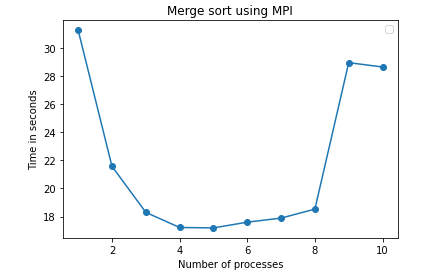 Merge sort using MPI
Time in seconds
30
28
26
24
22
20
18
2 4 6 8 10
Number of processes